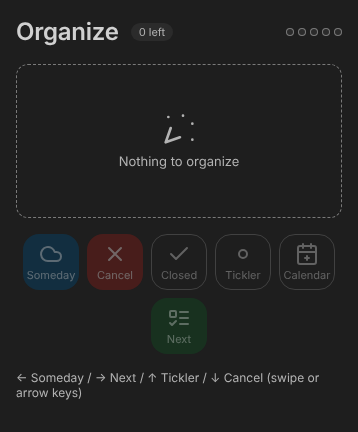 Organize 0 left
Nothing to organize
Someday Cancel Closed Tickler Calendar
Next
← Someday / → Next / ↑ Tickler / ↓ Cancel (swipe or
arrow keys)